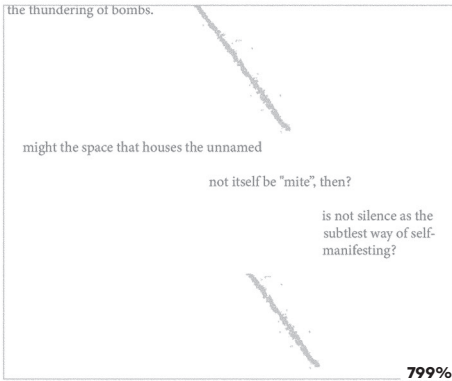 the thundering of bombs.
might the space that houses the unnamed
not itself be "mite", then?
is not silence as the
subtlest way of self-
manifesting?
799%